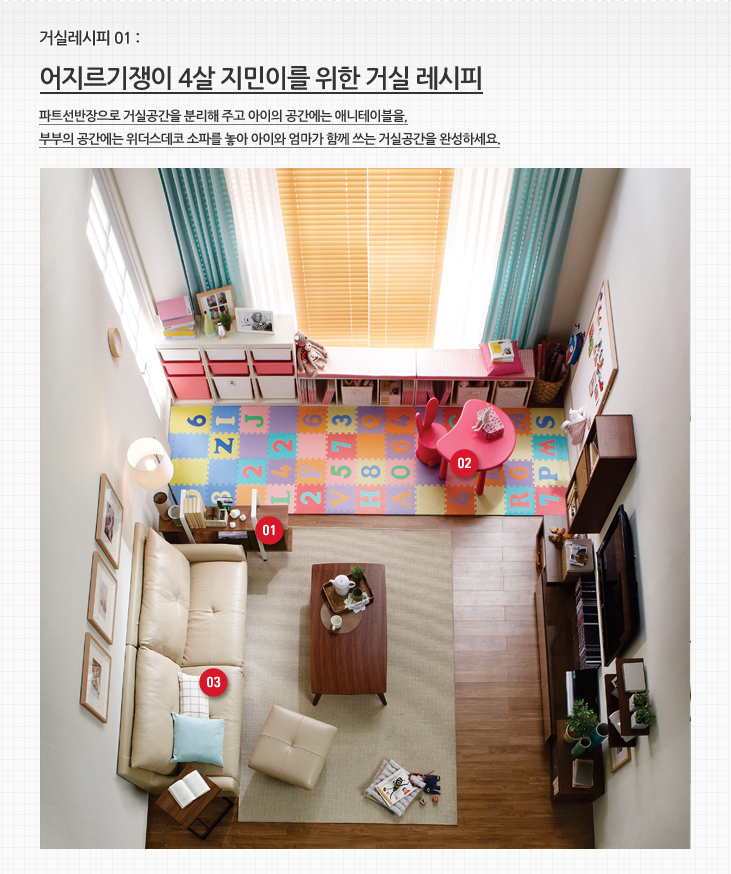 거실레시피 01 :
어지르기쟁이 4살 지민이를 위한 거실 레시피
파트선반장으로 거실공간을 분리해 주고 아이의 공간에는 애니테이블을,
부부의 공간에는 위더스데코 소파를 놓아 아이와 엄마가 함께 쓰는 거실공간을 완성하세요.
02
01
03